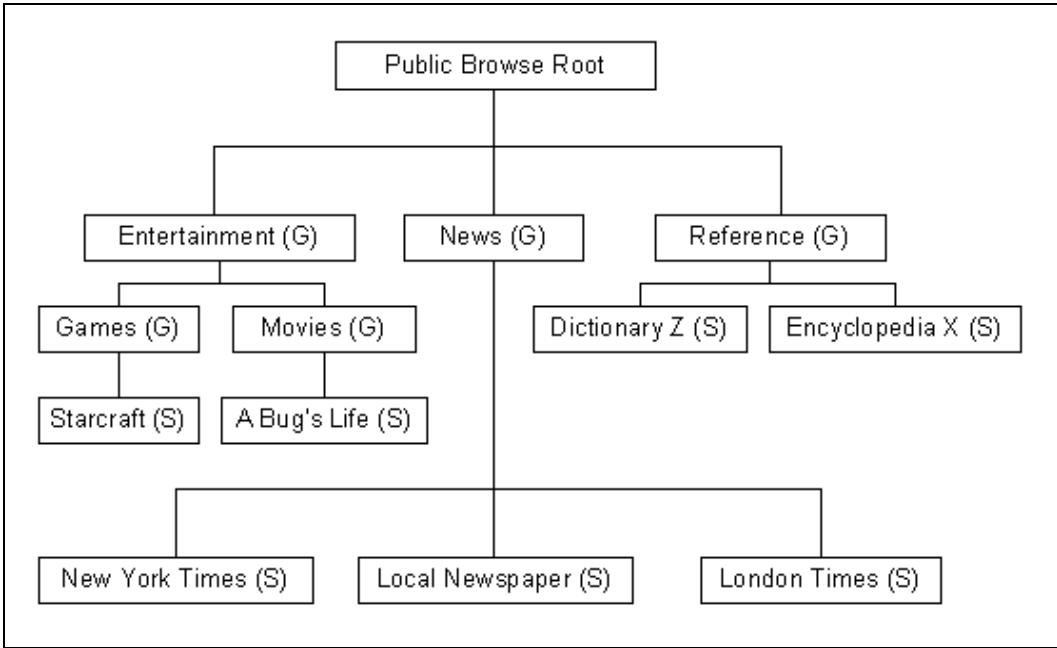 Public Browse Root
Entertainment (G)
News (G)
Reference (G)
Games (G)
Movies (G)
Dictionary Z (S)
Encyclopedia X (S)
Starcraft (S)
A Bug's Life (S)
New York Times (S)
Local Newspaper (S)
London Times (S)